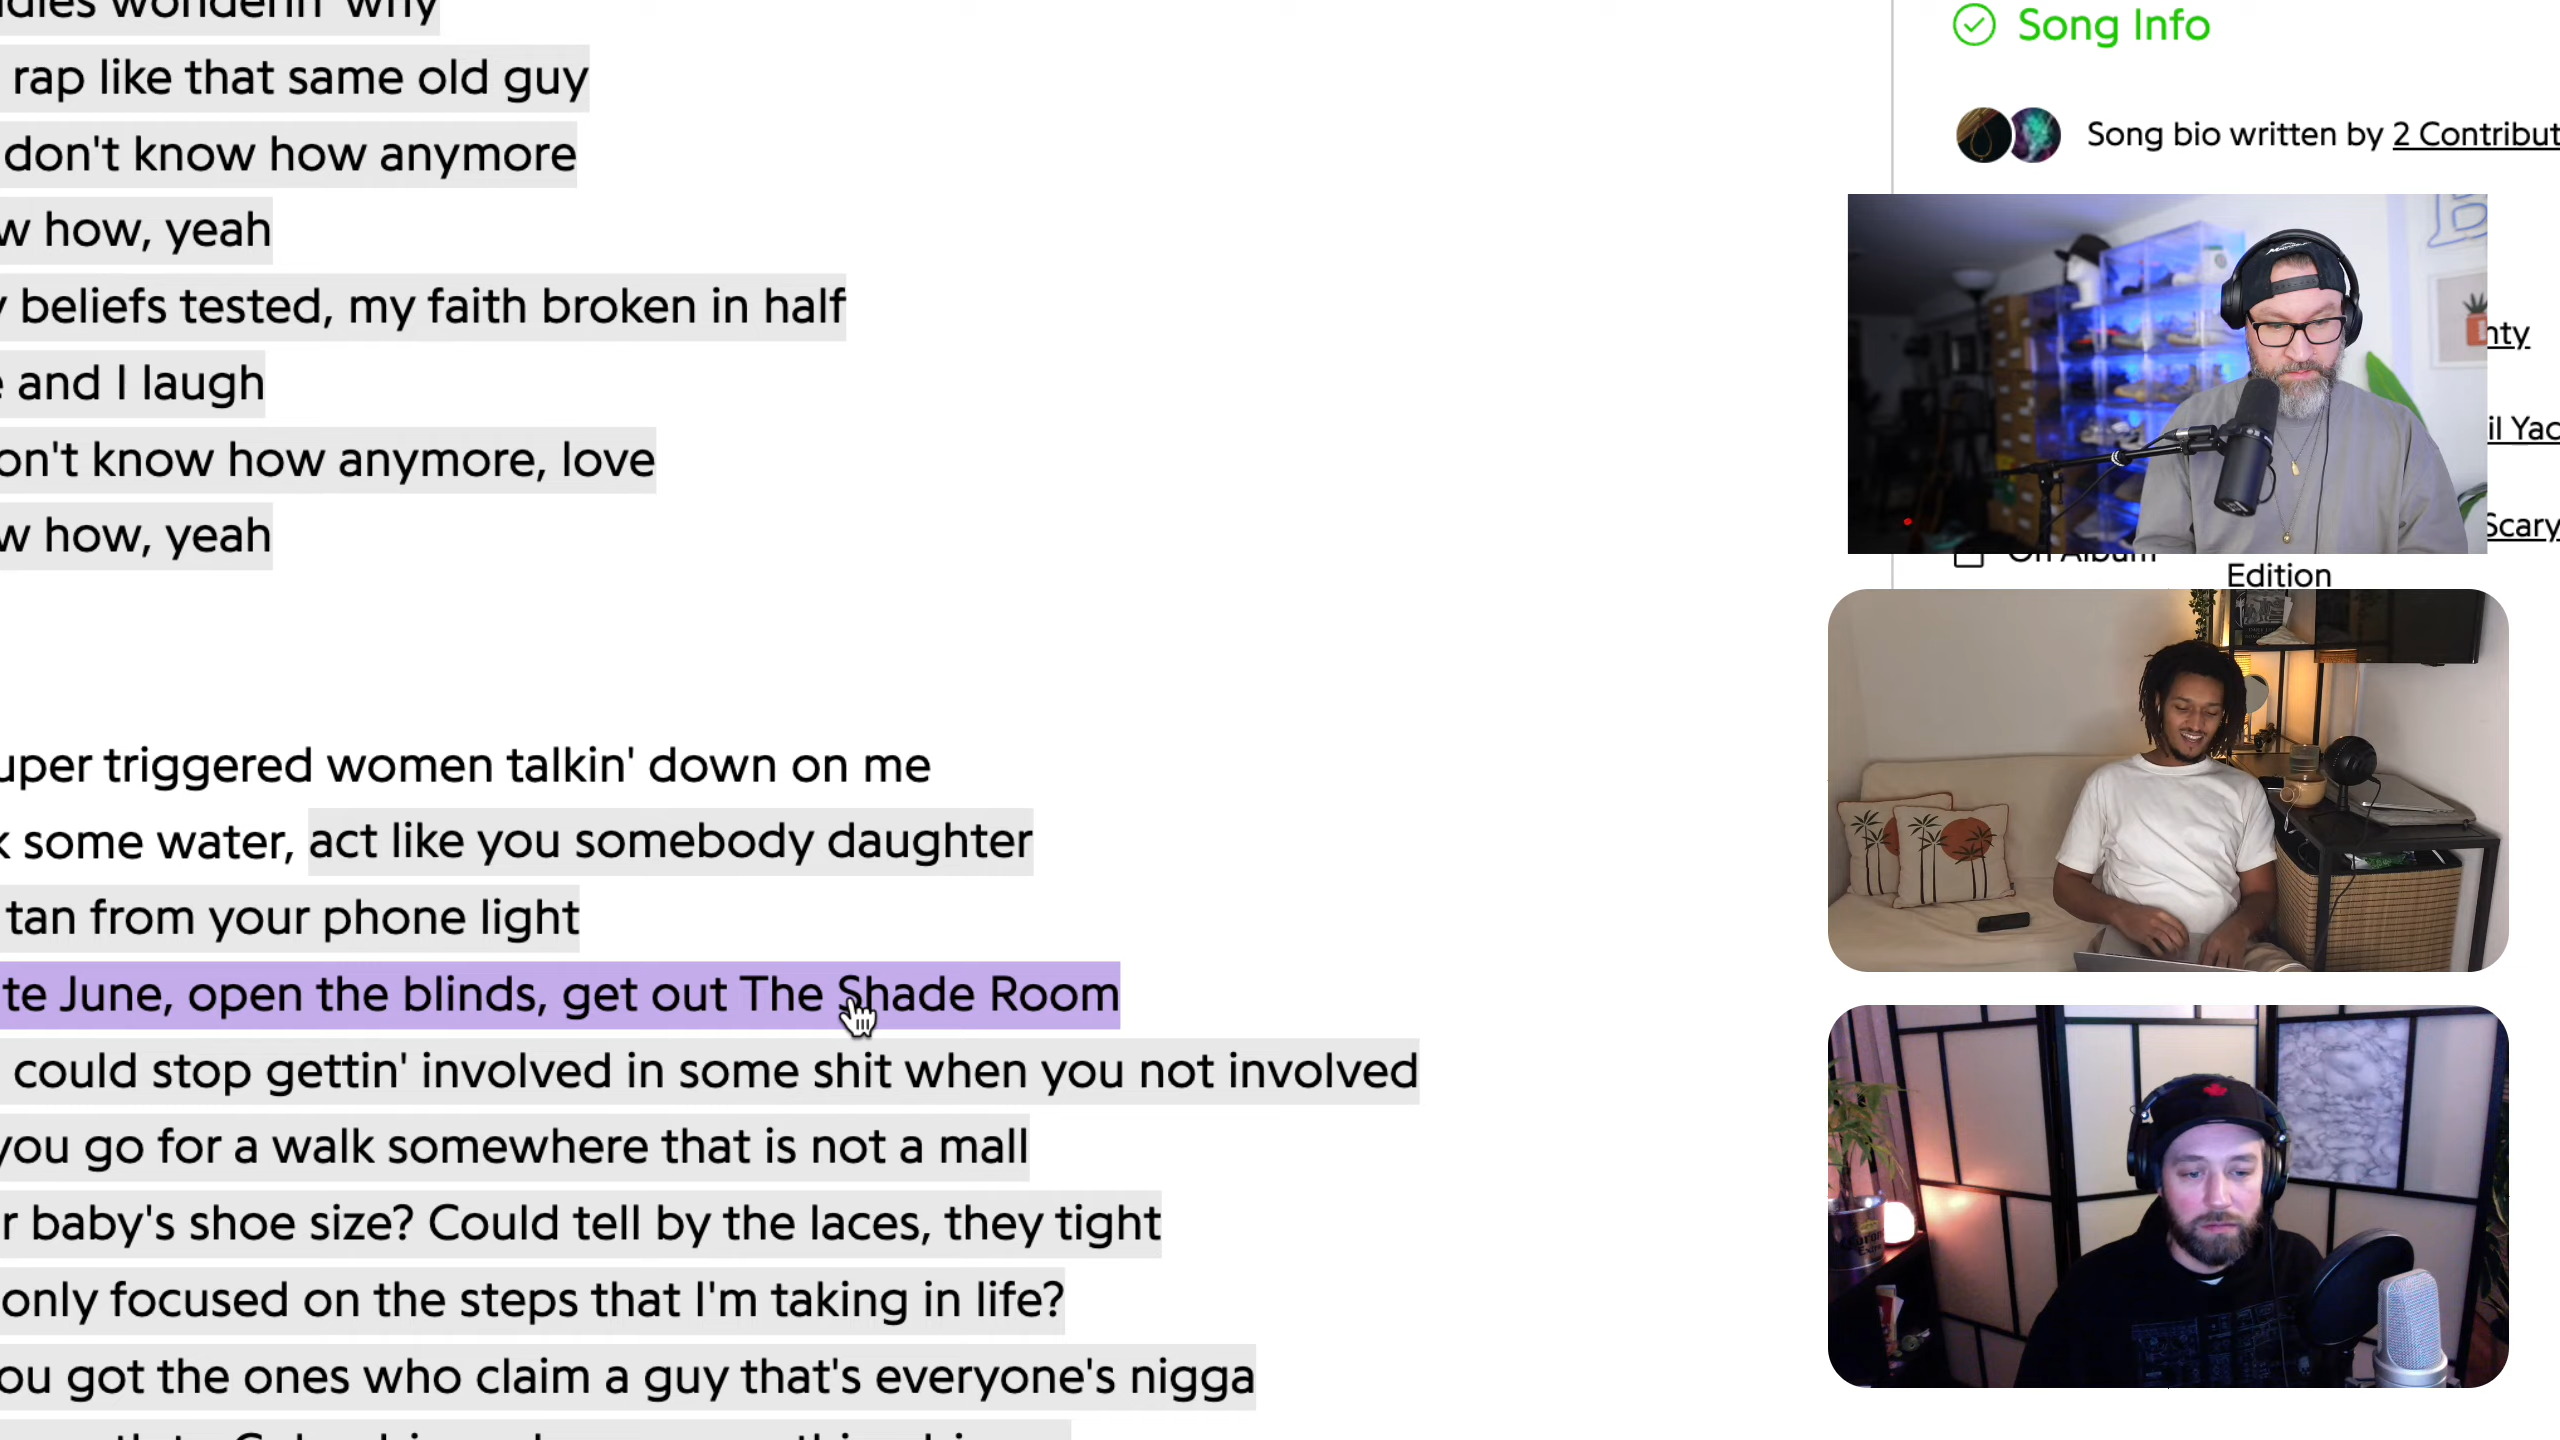 dies wonderin' why
rap like that same old guy
don't know how anymore
w how, yeah
y beliefs tested, my faith broken in half
e and I laugh
on't know how anymore, love
w how, yeah
uper triggered women talkin' down on me
k some water, act like you somebody daughter
tan from your phone light
te June, open the blinds, get out The Shade Room
could stop gettin' involved in some shit when you not involved
you go for a walk somewhere that is not a mall
r baby's shoe size? Could tell by the laces, they tight
only focused on the steps that I'm taking in life?
ou got the ones who claim a guy that's everyone's nigga
Song Info
Song bio written by 2 Contribut
nty
il Yac
Scary
On Album
Edition